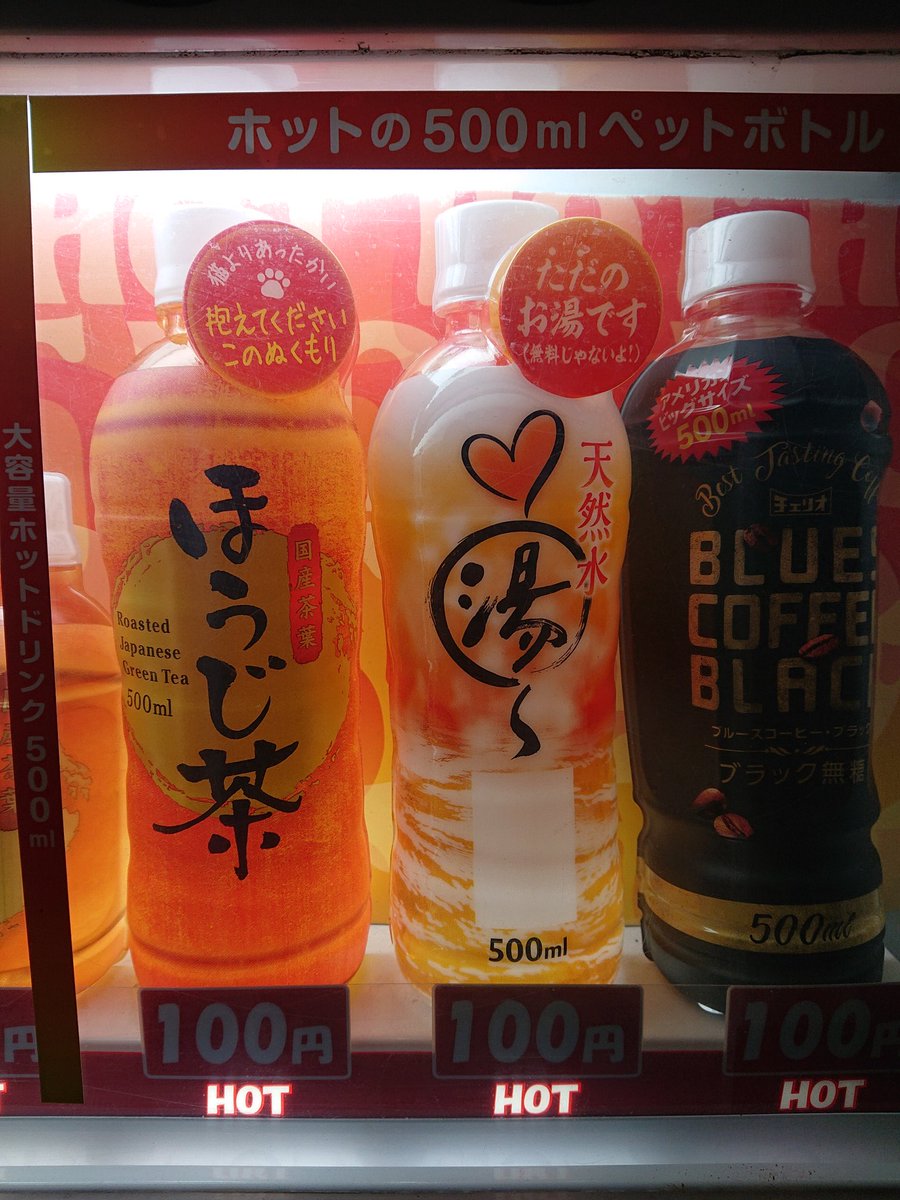 ホットの500mlペットボトル
大容量ホットドリンク500ml
猫よりあったかい
抱えてください
このぬくもり
ほうじ茶
国産茶葉
Roasted
Japanese
Green Tea
500ml
ただの
お湯です
(無料じゃないよ!)
天然水
湯〜
500ml
アメリカン
ビッグサイズ
500ml
Best Tasting
チェリオ
BLUES
COFFEE
BLACK
ブルースコーヒー・ブラック
ブラック無糖
500ml
円
100円
100円
100円
HOT
HOT
HOT